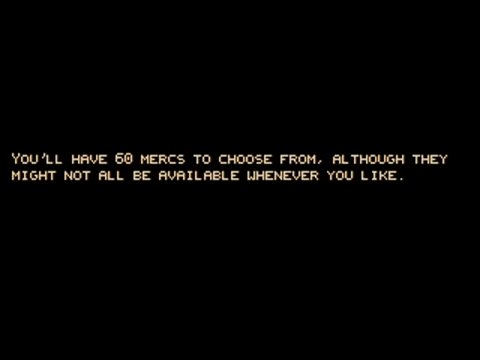 You'll have 60 mercs to choose from, although they
might not all be available whenever you like.